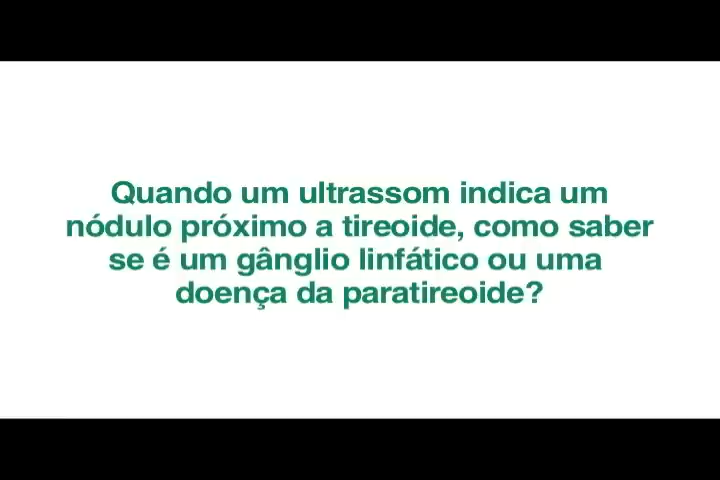 Quando um ultrassom indica um
nódulo próximo a tireoide, como saber
se é um gânglio linfático ou uma
doença da paratireoide?